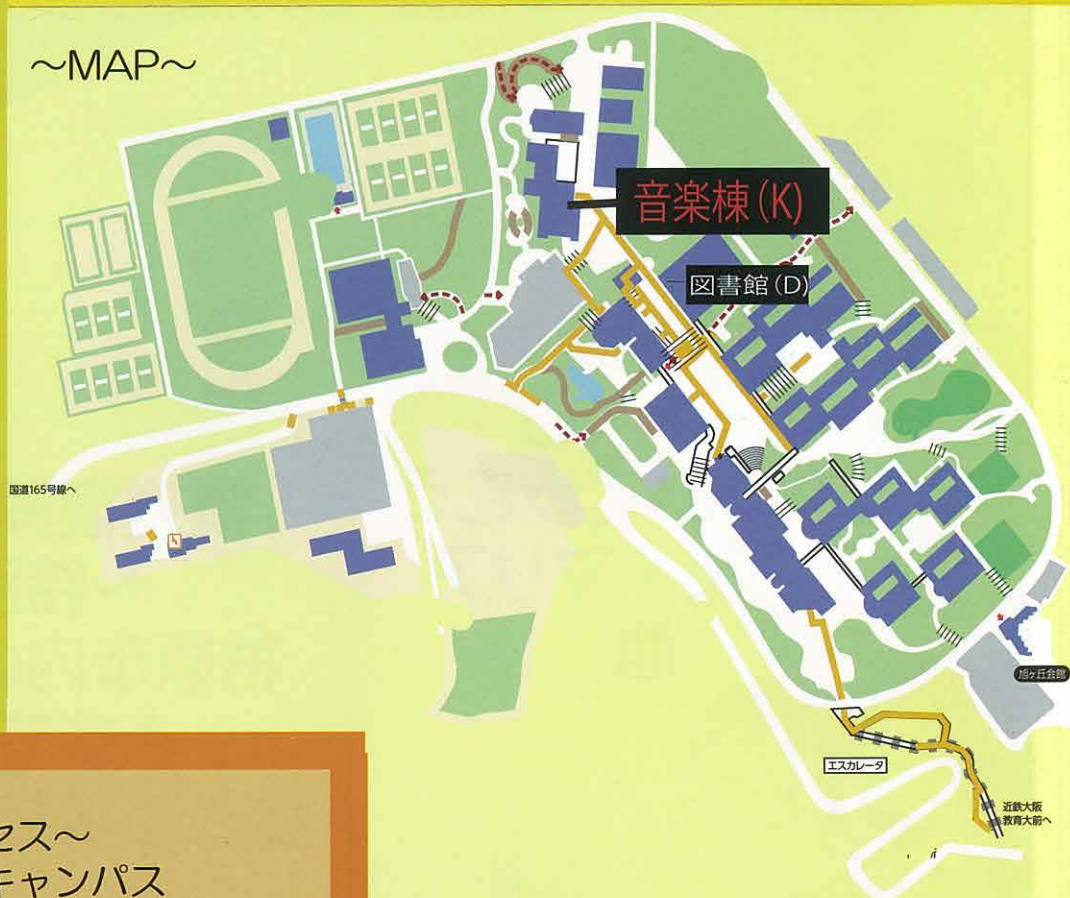 ～MAP～
音楽棟(K)
図書館(D)
国道165号線へ
旭ヶ丘会館
エスカレータ
近鉄大阪
教育大前へ
セス～
キャンパス